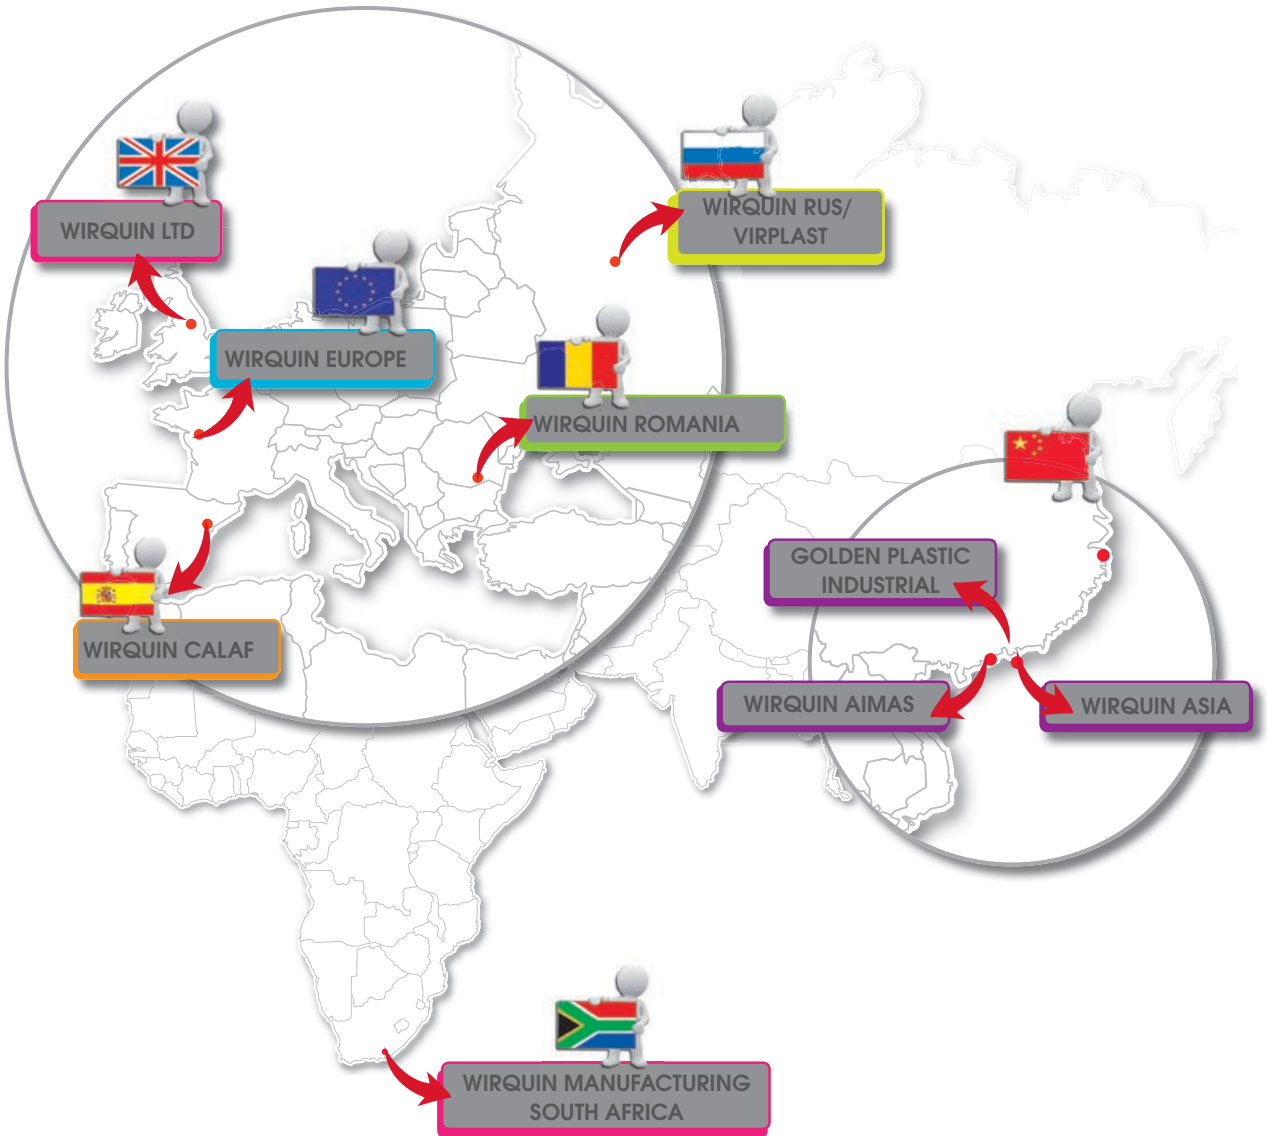 WIRQUIN RUS/
VIRPLAST
WIRQUIN LTD
WIRQUIN EUROPE
WIRQUIN ROMANIA
GOLDEN PLASTIC
INDUSTRIAL
WIRQUIN CALAF
WIRQUIN AIMAS
WIRQUIN ASIA
WIRQUIN MANUFACTURING
SOUTH AFRICA